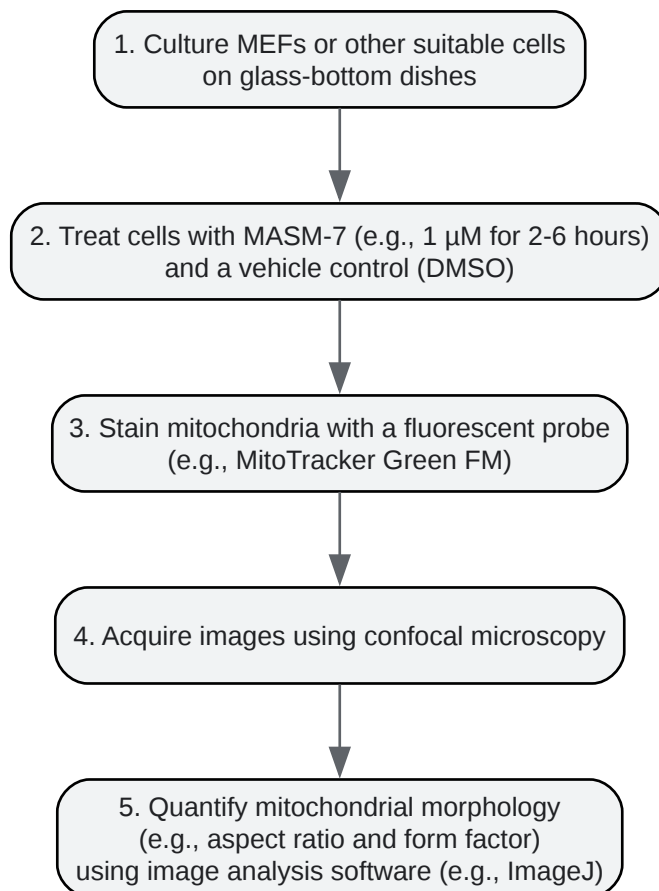 1. Culture MEFs or other suitable cells
on glass-bottom dishes
2. Treat cells with MASM-7 (e.g., 1 µM for 2-6 hours)
and a vehicle control (DMSO)
3. Stain mitochondria with a fluorescent probe
(e.g., MitoTracker Green FM)
4. Acquire images using confocal microscopy
5. Quantify mitochondrial morphology
(e.g., aspect ratio and form factor)
using image analysis software (e.g., ImageJ)